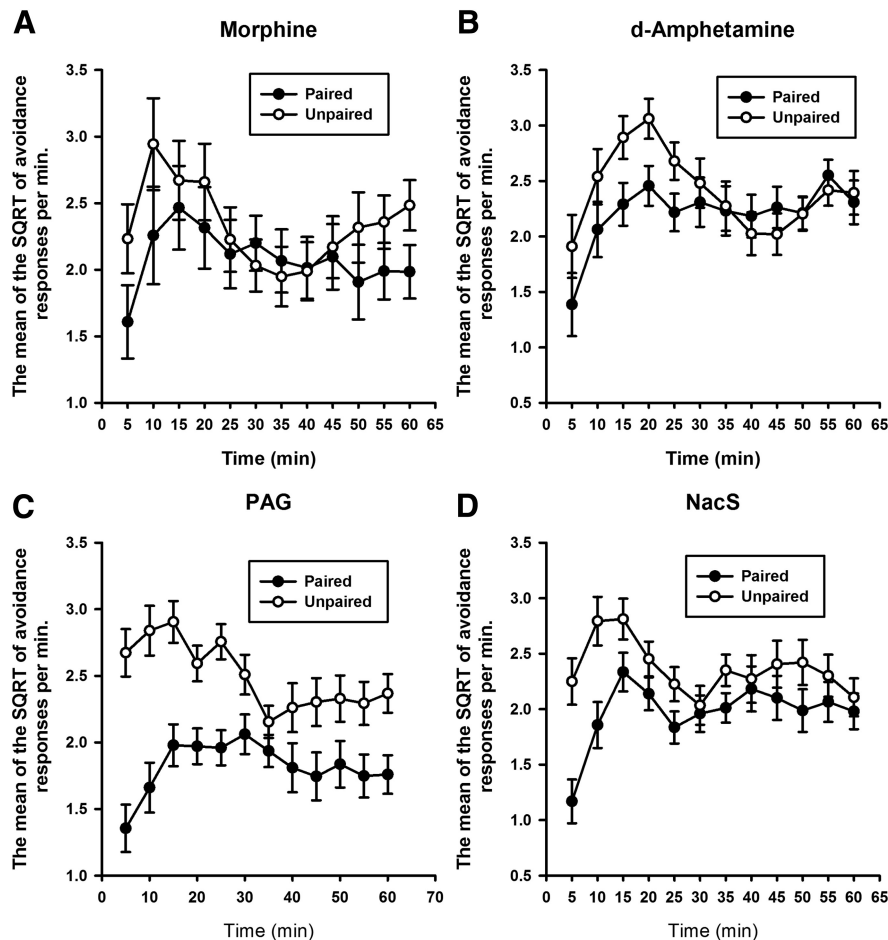 A
Morphine
The mean of the SQRT of avoidance
responses per min.
3.5
3.0
2.5
2.0
1.5
1.0
Paired
Unpaired
0 5 10 15 20 25 30 35 40 45 50 55 60 65
Time (min)
B
d-Amphetamine
The mean of the SQRT of avoidance
responses per min.
3.5
3.0
2.5
2.0
1.5
1.0
0.5
Paired
Unpaired
0 5 10 15 20 25 30 35 40 45 50 55 60 65
Time (min)
C
PAG
The mean of the SQRT of avoidance
responses per min.
3.5
3.0
2.5
2.0
1.5
1.0
Paired
Unpaired
0 10 20 30 40 50 60 70
Time (min)
D
NacS
The mean of the SQRT of avoidance
responses per min.
3.5
3.0
2.5
2.0
1.5
1.0
0.5
Paired
Unpaired
0 5 10 15 20 25 30 35 40 45 50 55 60 65
Time (min)